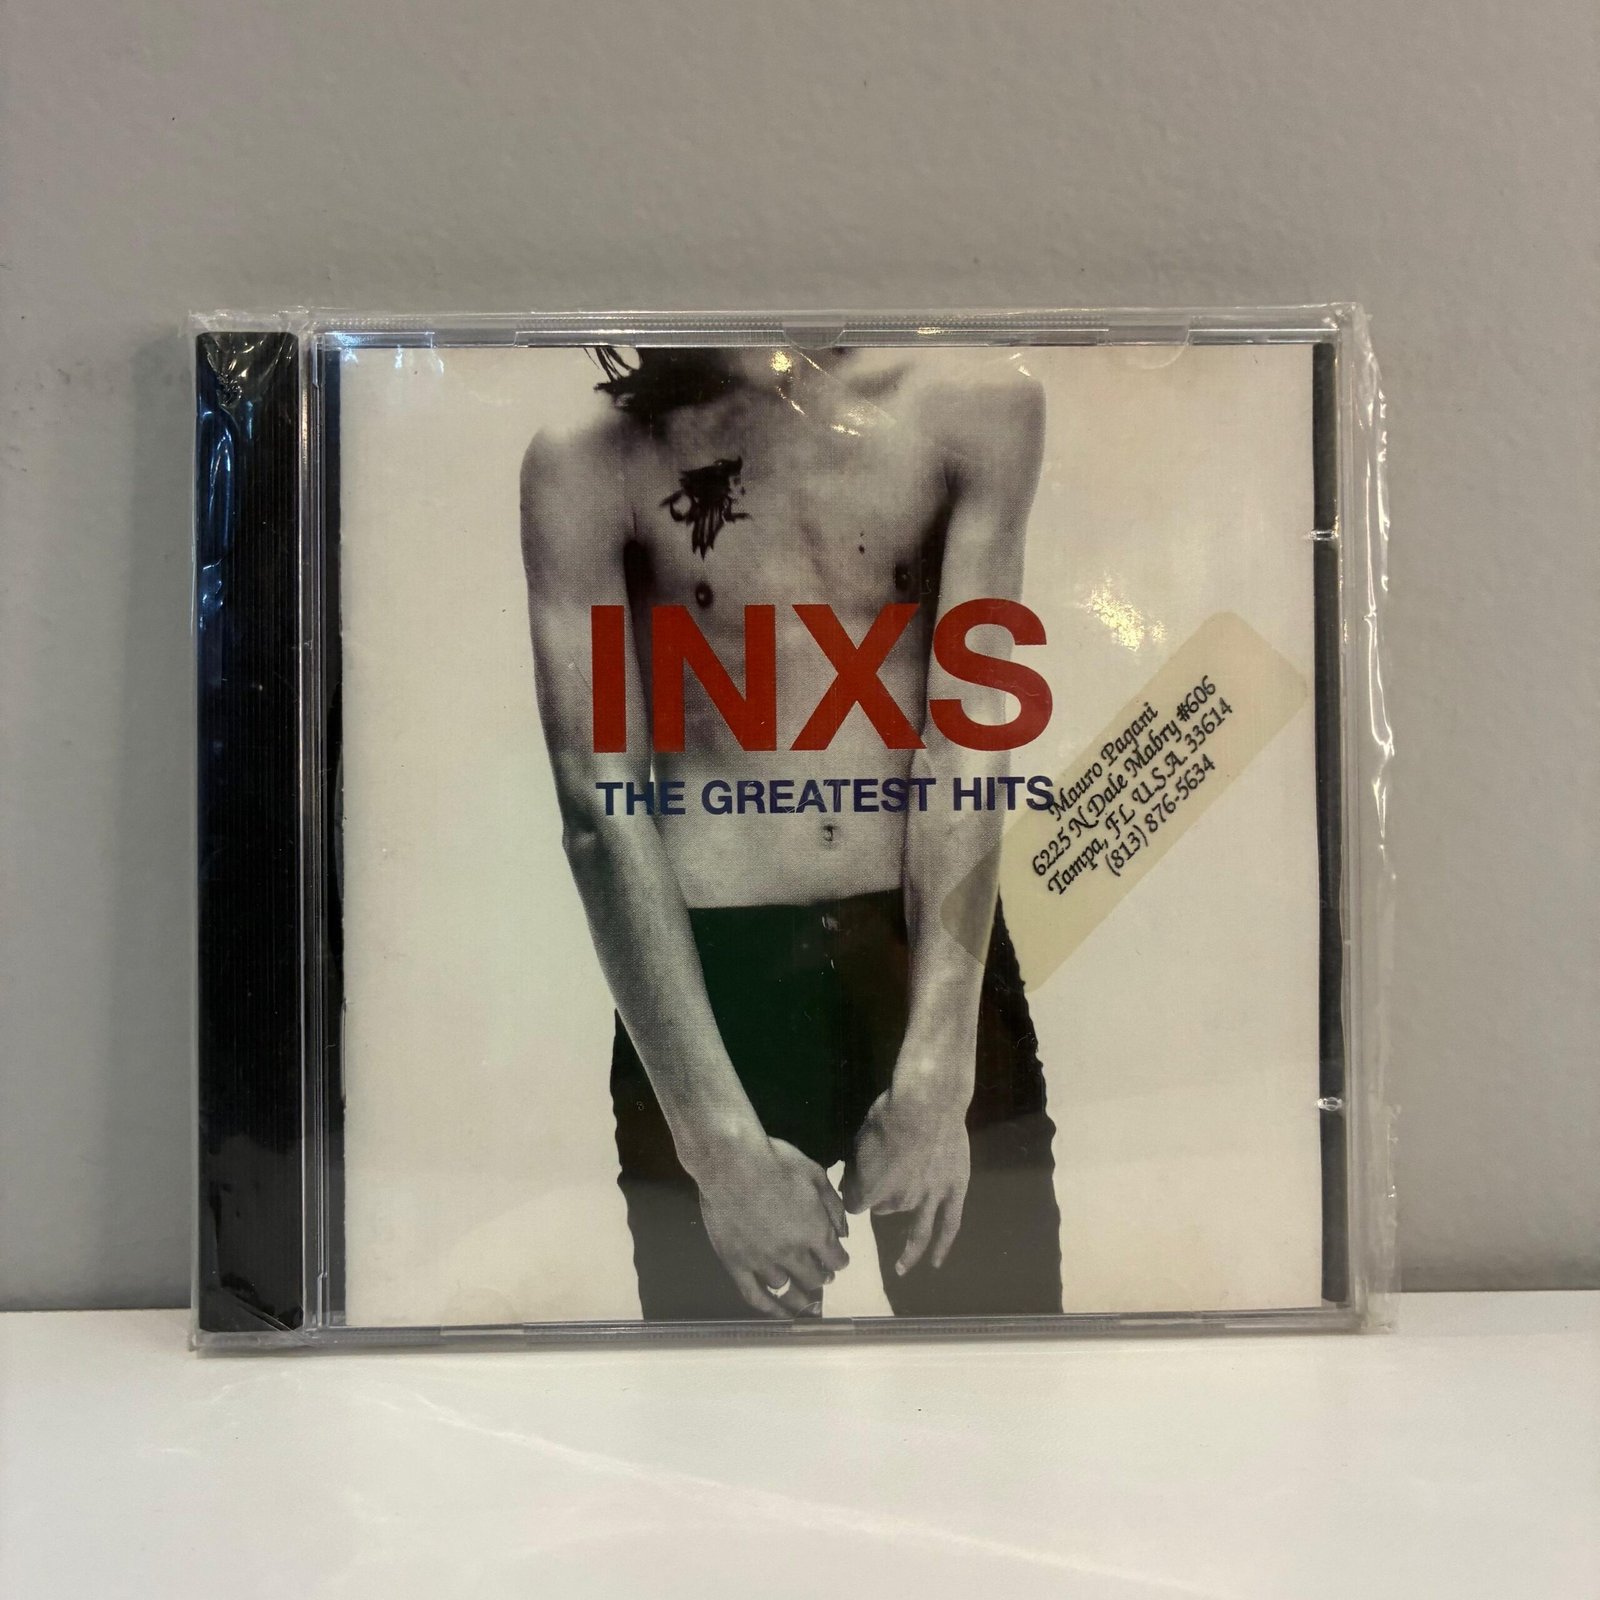 INXS
THE GREATEST HITS
Mauro Pagani
6225 N Dale Mabry #606
Tampa, FL U.S.A. 33614
(813) 876-5634